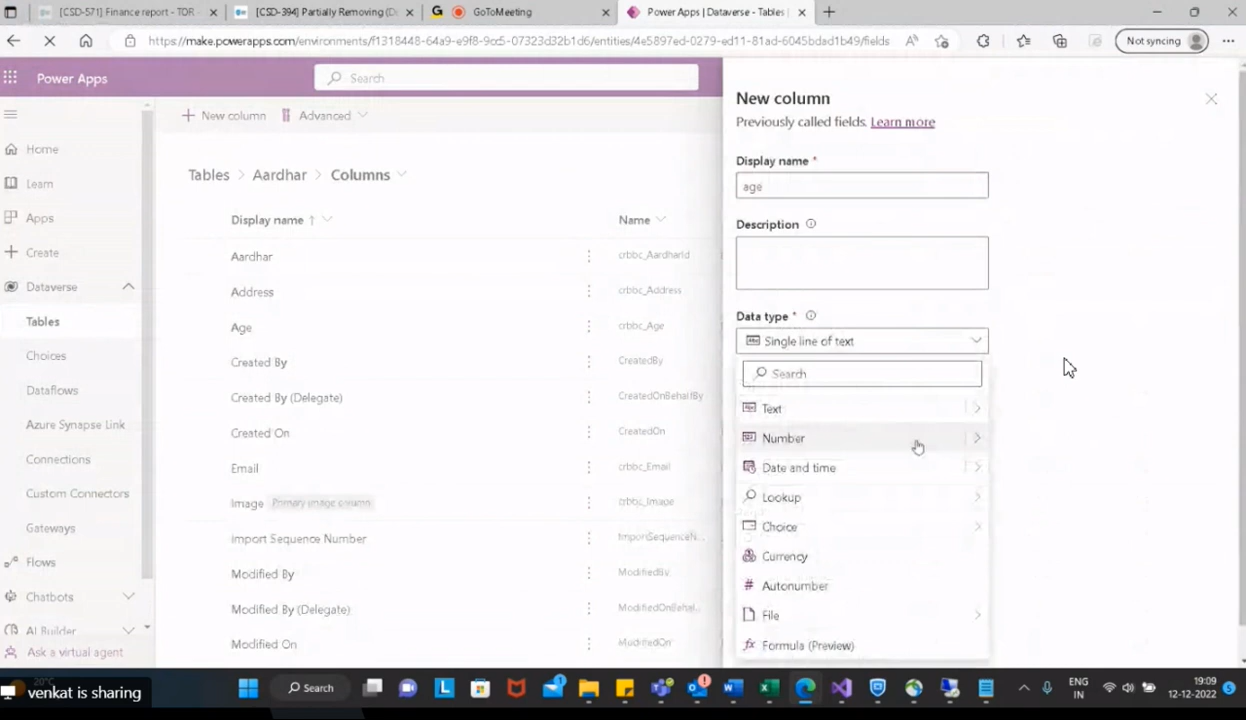 [CSD-571] Finance report - TOR -
[CSD-394] Partially Removing (De
GoToMeeting
Power Apps | Dataverse - Tables |
https://make.powerapps.com/environments/f1318448-64a9-e9f8-9cc5-07323d32b1d6/entities/4e5897ed-0279-ed11-81ad-6045bdad1b49/fields
Not syncing
Power Apps
Search
New column
Previously called fields. Learn more
Display name *
age
Description
Data type *
Single line of text
Search
Text
Number
Date and time
Lookup
Choice
Currency
Autonumber
File
Formula (Preview)
New column
Advanced
Home
Learn
Apps
Create
Dataverse
Tables
Choices
Dataflows
Azure Synapse Link
Connections
Custom Connectors
Gateways
Flows
Chatbots
AI Builder
Ask a virtual agent
Tables > Aardhar > Columns
Display name ↑
Name
Aardhar
crbbc_AardharId
Address
crbbc_Address
Age
crbbc_Age
Created By
CreatedBy
Created By (Delegate)
CreatedOnBehalfBy
Created On
CreatedOn
Email
crbbc_Email
Image Primary image column
crbbc_Image
Import Sequence Number
ImportSequenceN...
Modified By
ModifiedBy
Modified By (Delegate)
ModifiedOnBehal...
Modified On
ModifiedOn
20°C
venkat is sharing
Search
ENG
IN
19:09
12-12-2022